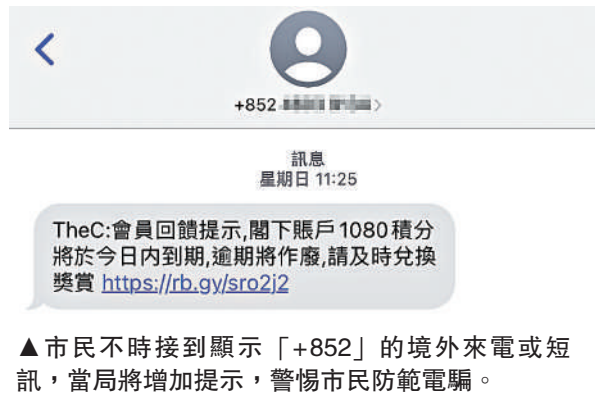 +852
訊息
星期日 11:25
TheC:會員回饋提示,閣下賬戶1080積分
將於今日内到期,逾期將作廢,請及時兌換
獎賞 https://rb.gy/sro2j2
▲市民不時接到顯示「+852」的境外來電或短
訊，當局將增加提示，警惕市民防範電騙。